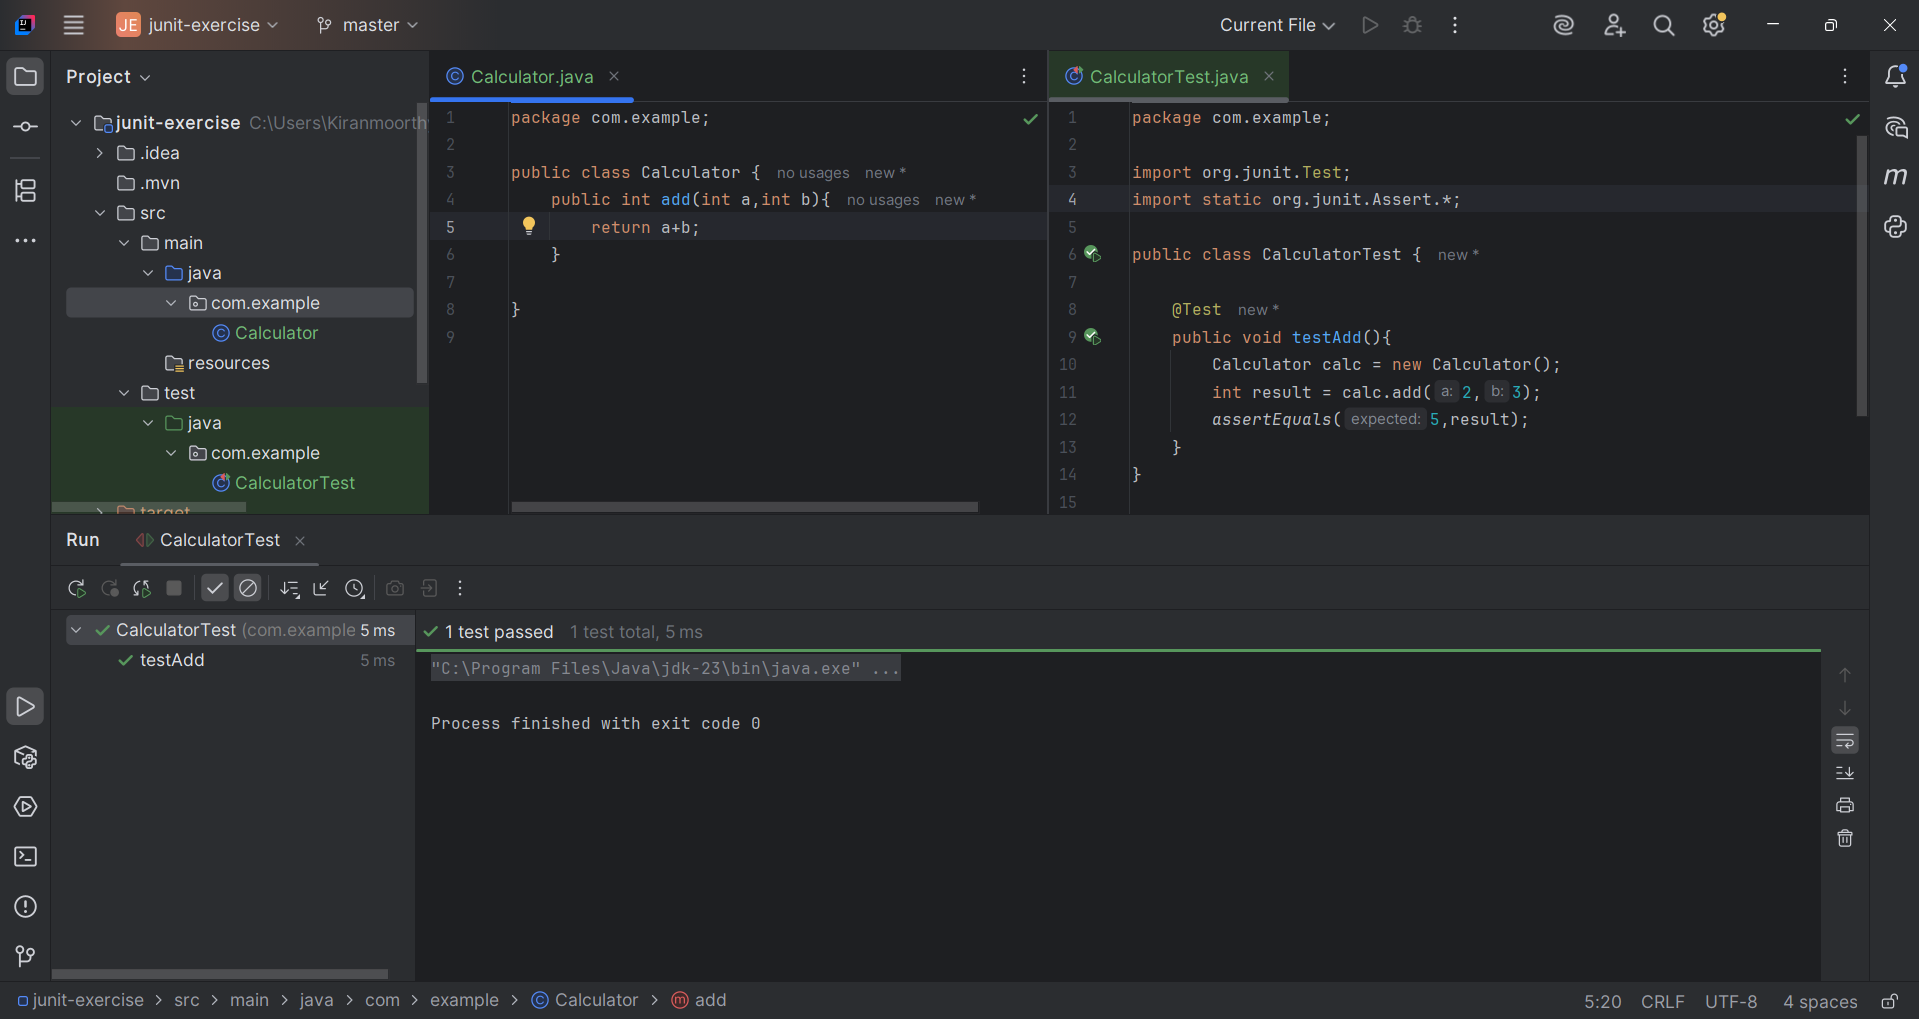 JE junit-exercise master Current File
Project
junit-exercise C:\Users\Kiranmoorth
.idea
.mvn
src
main
java
com.example
Calculator
resources
test
java
com.example
CalculatorTest
target
Calculator.java
1 package com.example;
2
3 public class Calculator { no usages new *
4 public int add(int a,int b){ no usages new *
5 return a+b;
6 }
7
8 }
9
CalculatorTest.java
1 package com.example;
2
3 import org.junit.Test;
4 import static org.junit.Assert.*;
5
6 public class CalculatorTest { new *
7
8 @Test new *
9 public void testAdd(){
10 Calculator calc = new Calculator();
11 int result = calc.add( a: 2, b: 3);
12 assertEquals( expected: 5,result);
13 }
14 }
15
Run CalculatorTest
CalculatorTest (com.example 5 ms
testAdd 5 ms
1 test passed 1 test total, 5 ms
"C:\Program Files\Java\jdk-23\bin\java.exe" ...
Process finished with exit code 0
junit-exercise > src > main > java > com > example > Calculator > add
5:20 CRLF UTF-8 4 spaces